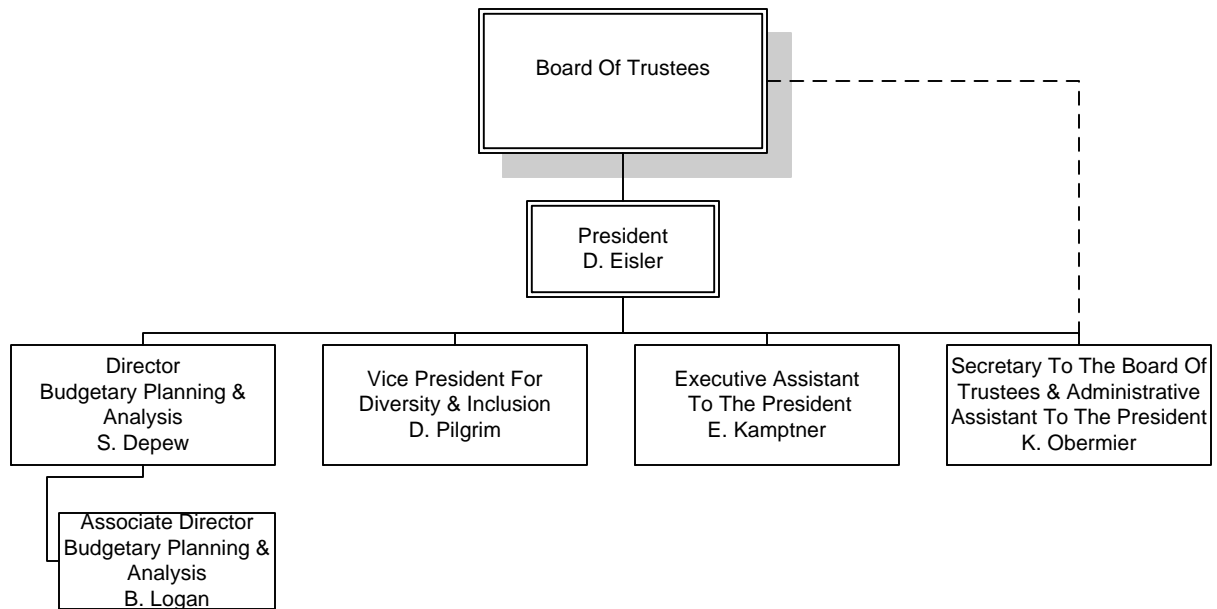 Board Of Trustees
President
D. Eisler
Director
Budgetary Planning &
Analysis
S. Depew
Vice President For
Diversity & Inclusion
D. Pilgrim
Executive Assistant
To The President
E. Kamptner
Secretary To The Board Of
Trustees & Administrative
Assistant To The President
K. Obermier
Associate Director
Budgetary Planning &
Analysis
B. Logan